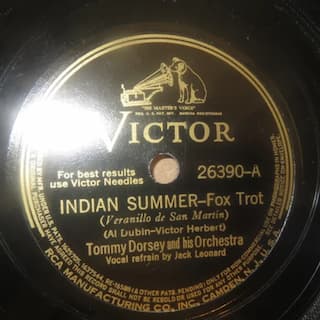 "HIS MASTER'S VOICE"
VICTOR
For best results
use Victor Needles
26390-A
INDIAN SUMMER-Fox Trot
(Veranillo de San Martin)
(Al Dubin-Victor Herbert)
Tommy Dorsey and his Orchestra
Vocal refrain by Jack Leonard
RCA MANUFACTURING CO., INC. CAMDEN, N.J., U.S.A.